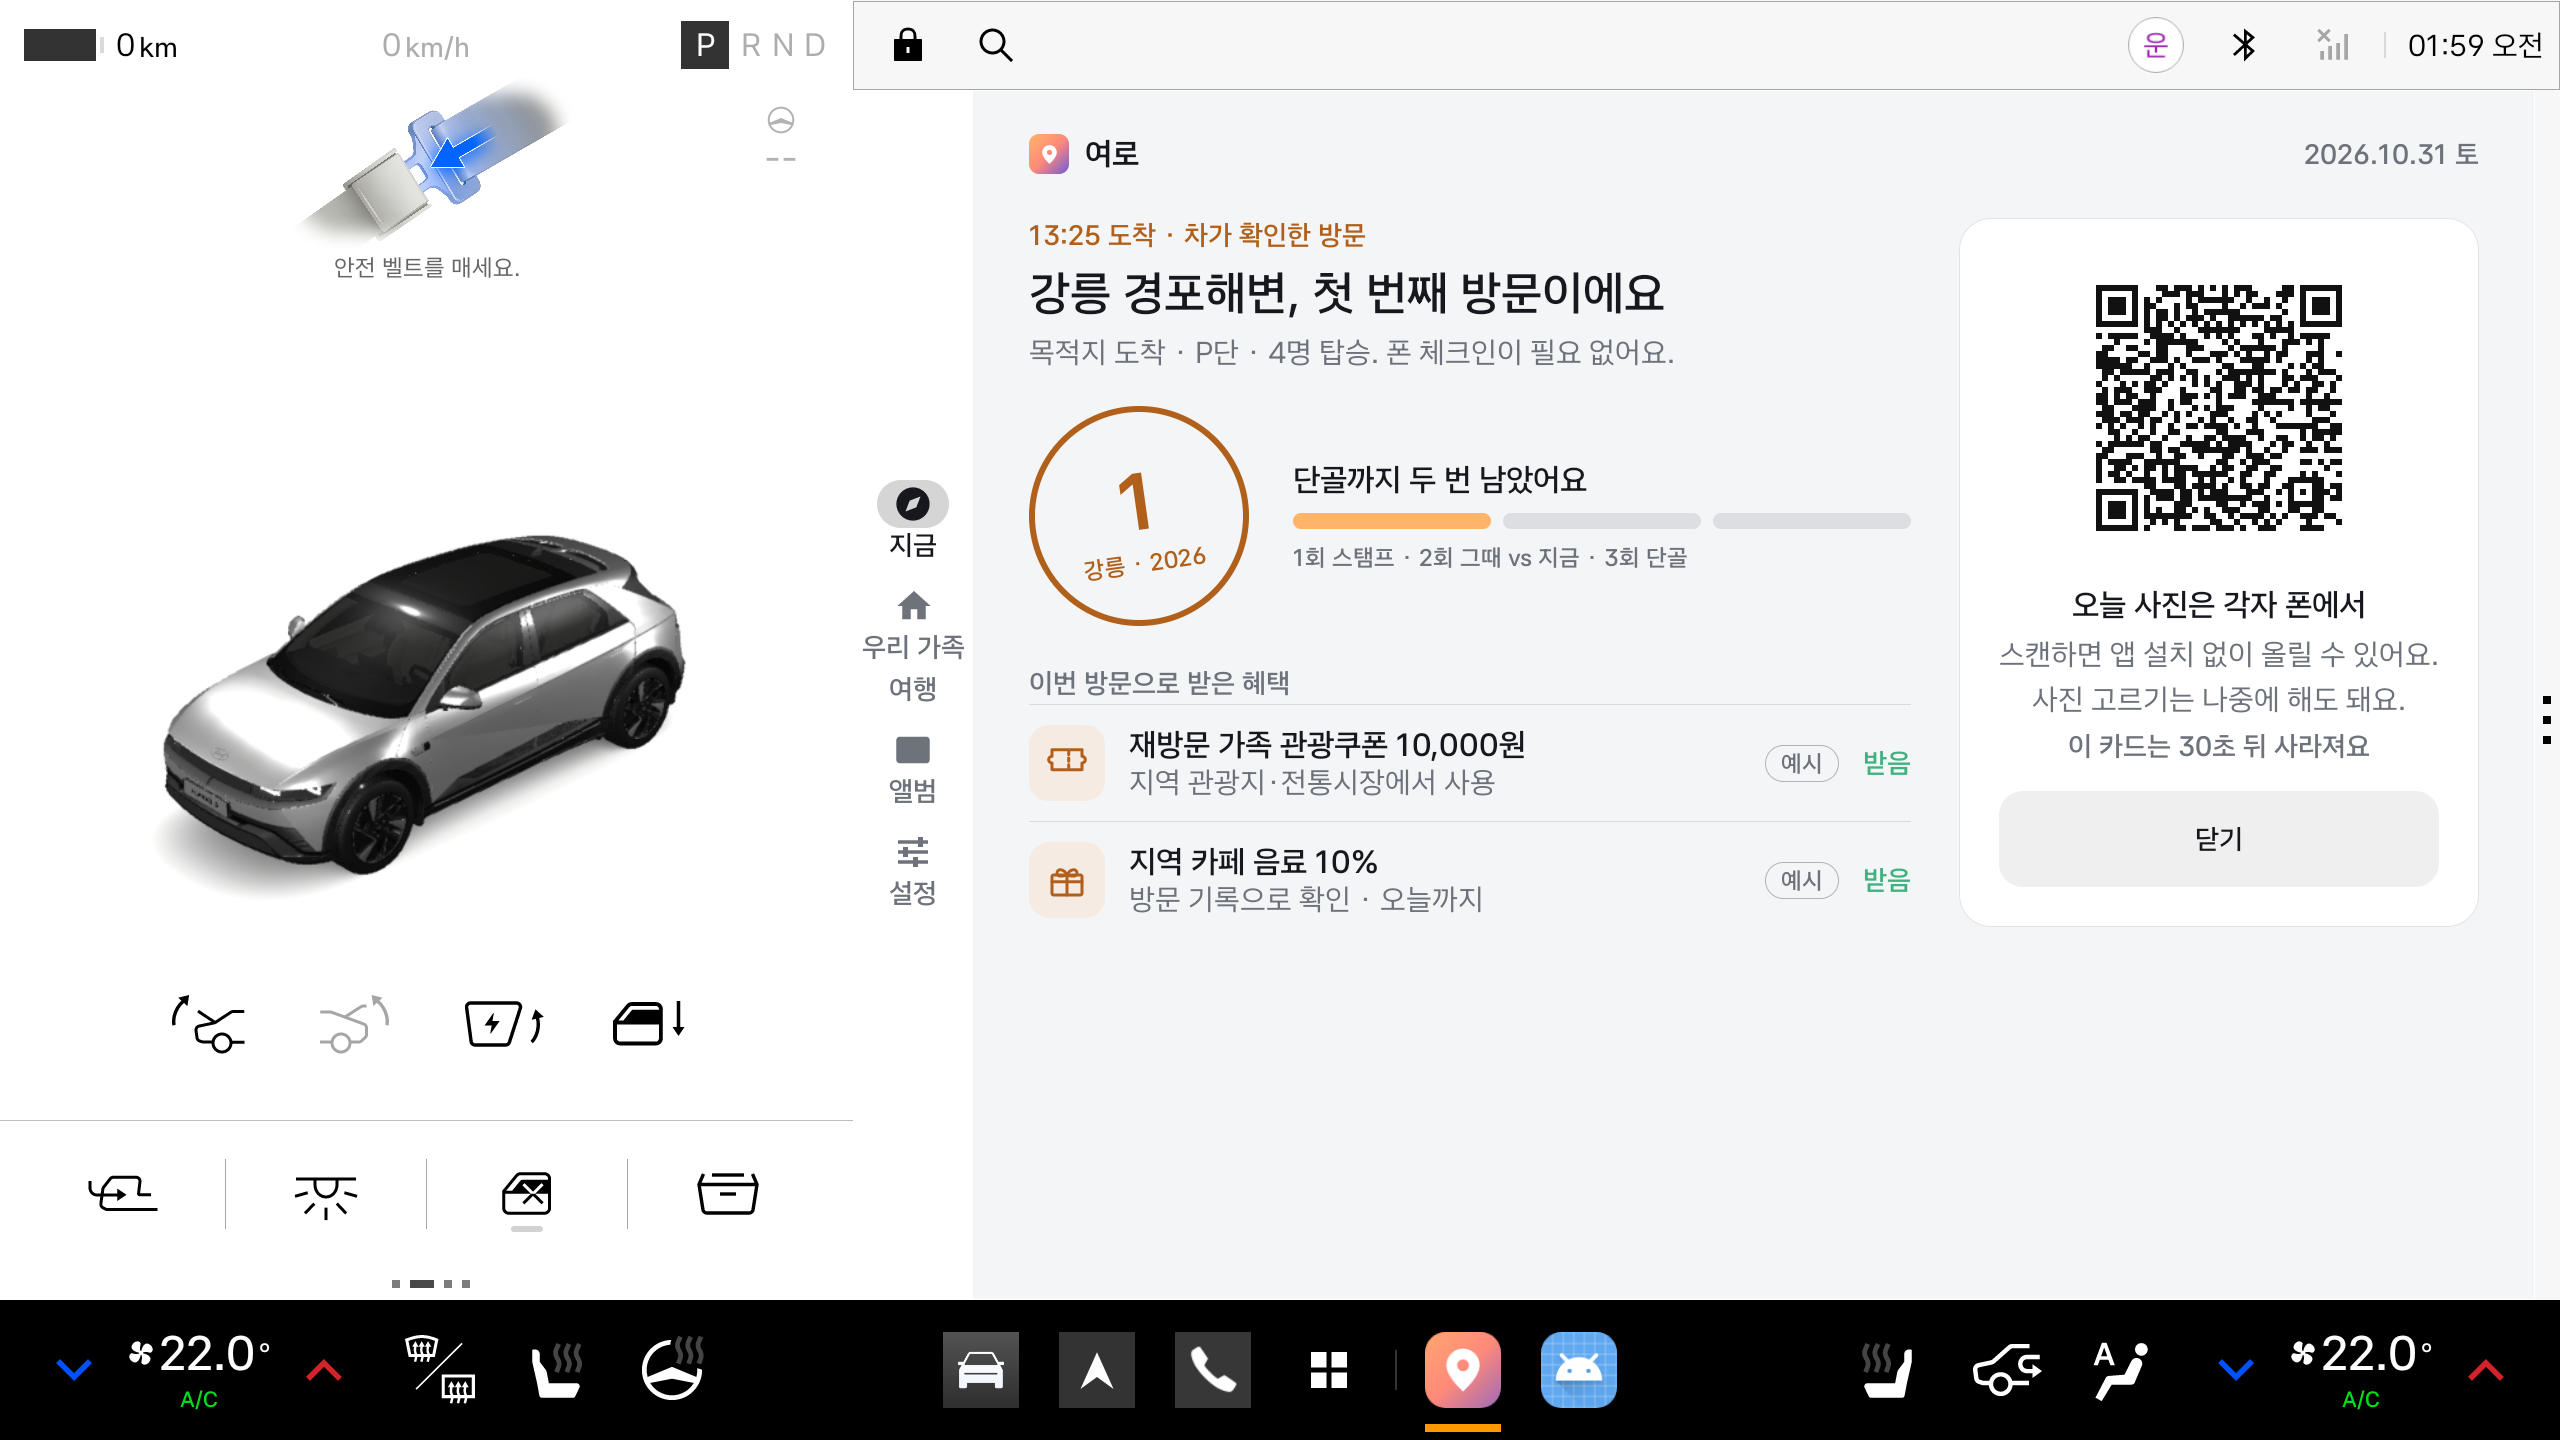 0 km
0 km/h
P R N D
운
01:59 오전
안전 벨트를 매세요.
지금
우리 가족
여행
앨범
설정
여로
2026.10.31 토
13:25 도착 · 차가 확인한 방문
강릉 경포해변, 첫 번째 방문이에요
목적지 도착 · P단 · 4명 탑승. 폰 체크인이 필요 없어요.
1
강릉 · 2026
단골까지 두 번 남았어요
1회 스탬프 · 2회 그때 vs 지금 · 3회 단골
이번 방문으로 받은 혜택
재방문 가족 관광쿠폰 10,000원
지역 관광지·전통시장에서 사용
예시 받음
지역 카페 음료 10%
방문 기록으로 확인 · 오늘까지
예시 받음
오늘 사진은 각자 폰에서
스캔하면 앱 설치 없이 올릴 수 있어요.
사진 고르기는 나중에 해도 돼요.
이 카드는 30초 뒤 사라져요
닫기
22.0°
A/C
A
22.0°
A/C